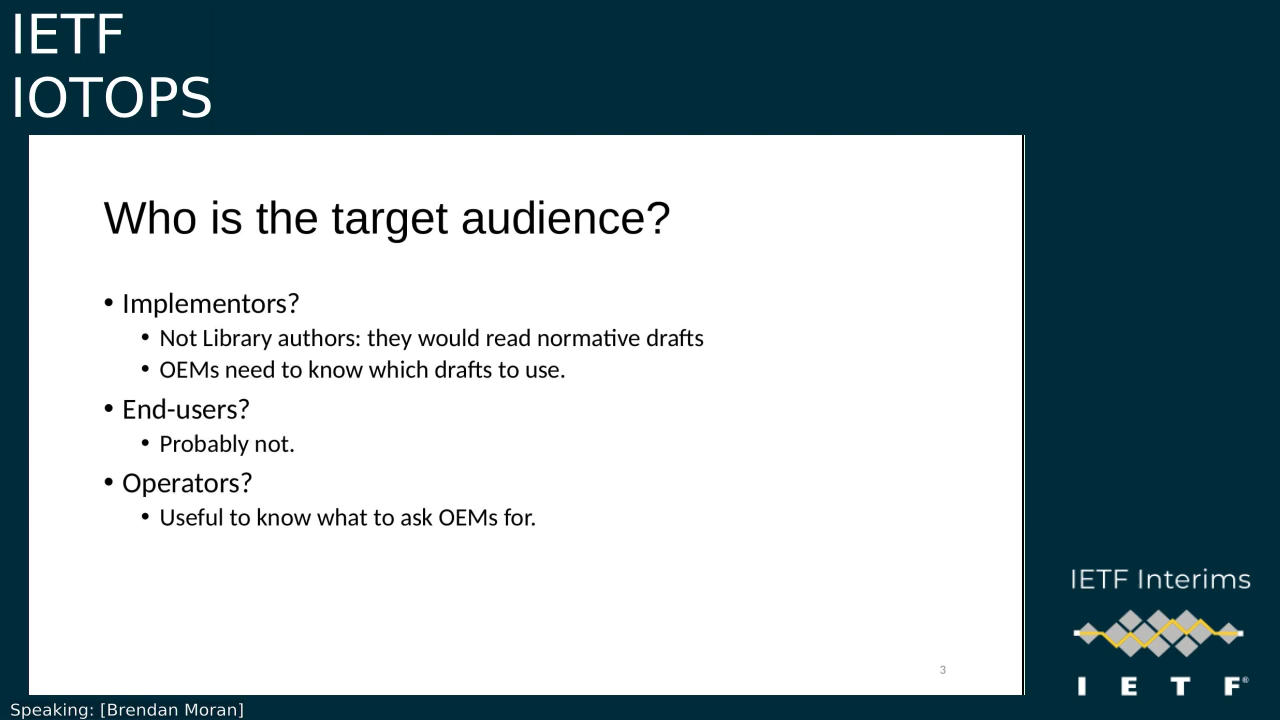 IETF
IOTOPS
Who is the target audience?
• Implementors?
• Not Library authors: they would read normative drafts
• OEMs need to know which drafts to use.
• End-users?
• Probably not.
• Operators?
• Useful to know what to ask OEMs for.
3
IETF Interims
I E T F®
Speaking: [Brendan Moran]